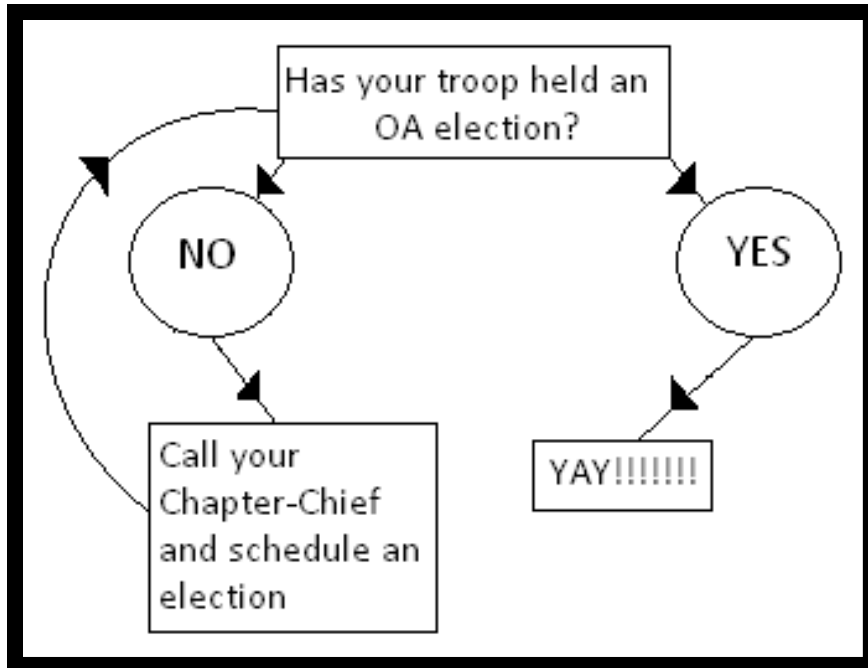 Has your troop held an
OA election?
NO
YES
Call your
Chapter-Chief
and schedule an
election
YAY!!!!!!!